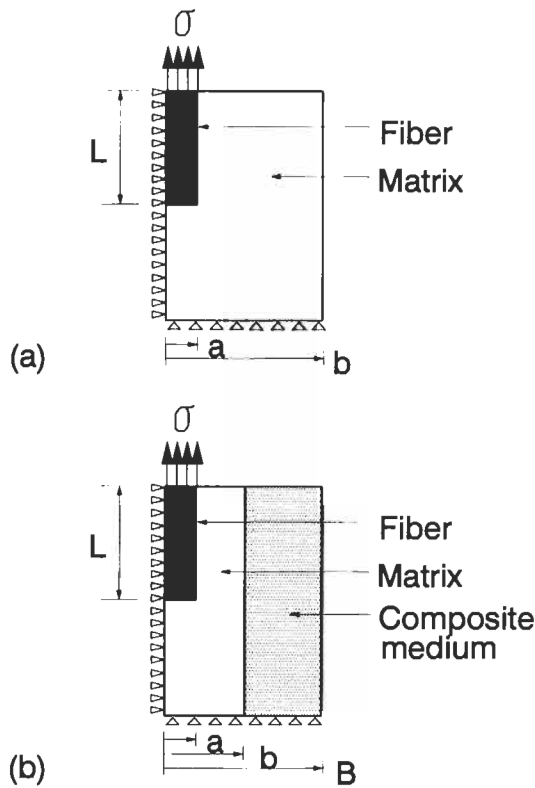 σ
Fiber
L
Matrix
(a)
a
b
σ
Fiber
L
Matrix
Composite
medium
a
b
(b)
B